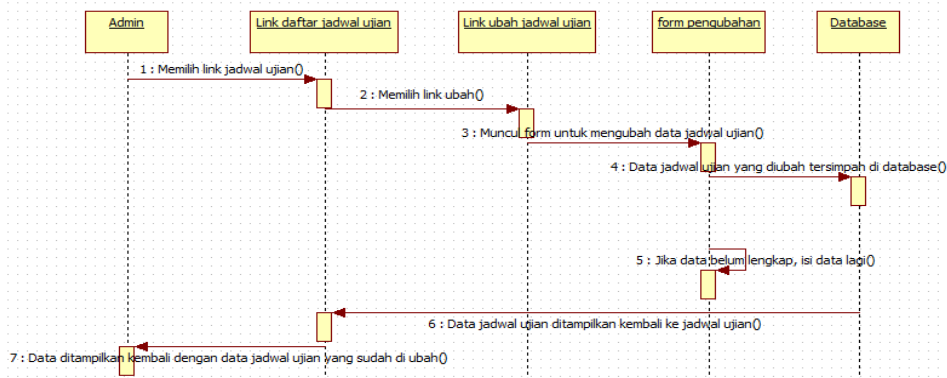 Admin
Link daftar jadwal ujian
Link ubah jadwal ujian
form pengubahan
Database
1 : Memilih link jadwal ujian()
2 : Memilih link ubah()
3 : Muncul form untuk mengubah data jadwal ujian()
4 : Data jadwal ujian yang diubah tersimpah di database()
5 : Jika data belum lengkap, isi data lagi()
6 : Data jadwal ujian ditampilkan kembali ke jadwal ujian()
7 : Data ditampilkan kembali dengan data jadwal ujian yang sudah di ubah()